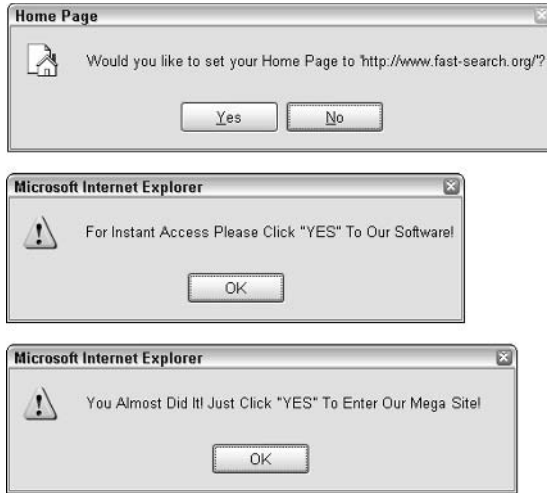 Home Page
Would you like to set your Home Page to 'http://www.fast-search.org/'?
Yes No
Microsoft Internet Explorer
For Instant Access Please Click "YES" To Our Software!
OK
Microsoft Internet Explorer
You Almost Did It! Just Click "YES" To Enter Our Mega Site!
OK